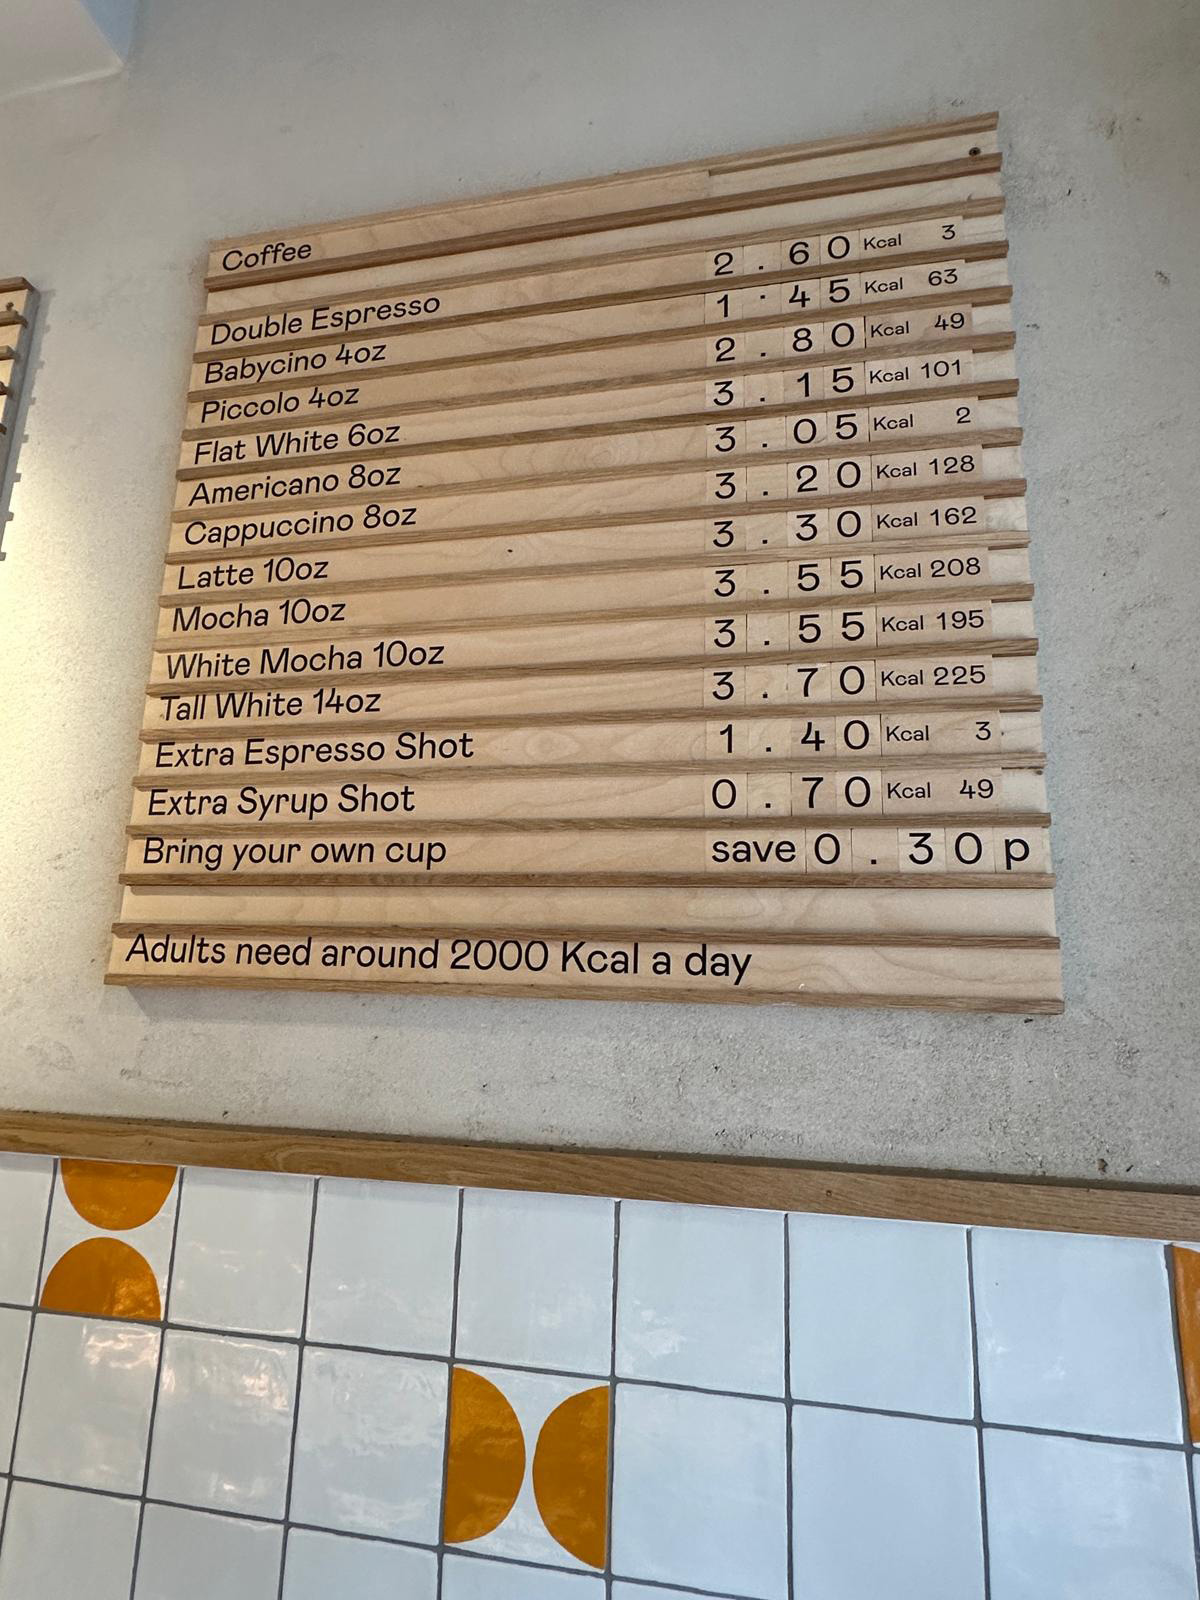 Coffee
Double Espresso 2.60 Kcal 3
Babycino 4oz 1.45 Kcal 63
Piccolo 4oz 2.80 Kcal 49
Flat White 6oz 3.15 Kcal 101
Americano 8oz 3.05 Kcal 2
Cappuccino 8oz 3.20 Kcal 128
Latte 10oz 3.30 Kcal 162
Mocha 10oz 3.55 Kcal 208
White Mocha 10oz 3.55 Kcal 195
Tall White 14oz 3.70 Kcal 225
Extra Espresso Shot 1.40 Kcal 3
Extra Syrup Shot 0.70 Kcal 49
Bring your own cup save 0.30p
Adults need around 2000 Kcal a day